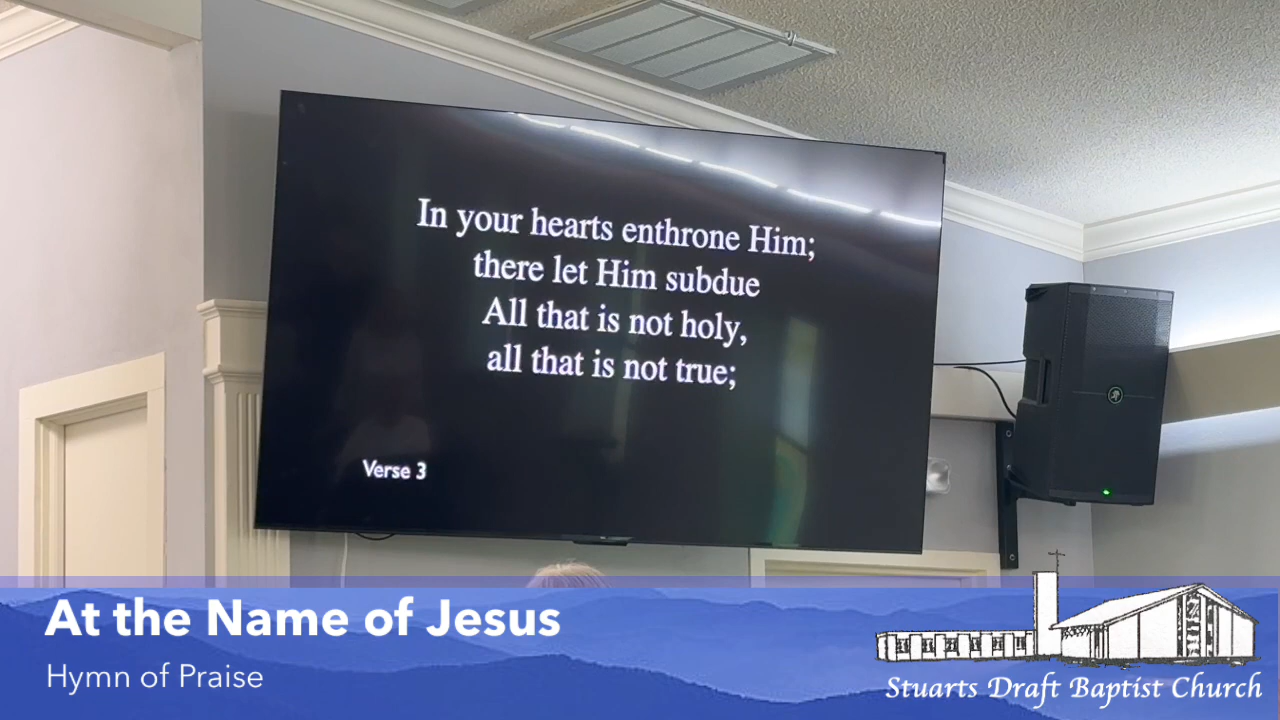 In your hearts enthrone Him;
there let Him subdue
All that is not holy,
all that is not true;
Verse 3
At the Name of Jesus
Hymn of Praise
Stuarts Draft Baptist Church